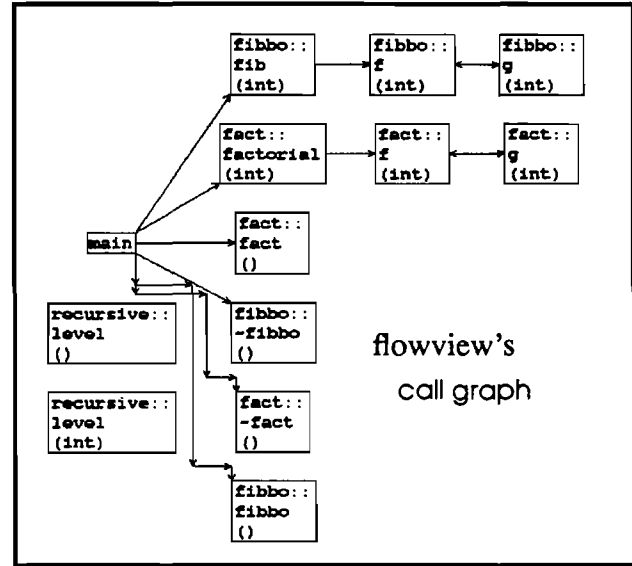 fibbo::
fib
(int)
fibbo::
f
(int)
fibbo::
g
(int)
fact::
factorial
(int)
fact::
f
(int)
fact::
g
(int)
main
fact::
fact
()
recursive::
level
()
fibbo::
~fibbo
()
flowview's
call graph
recursive::
level
(int)
fact::
~fact
()
fibbo::
fibbo
()